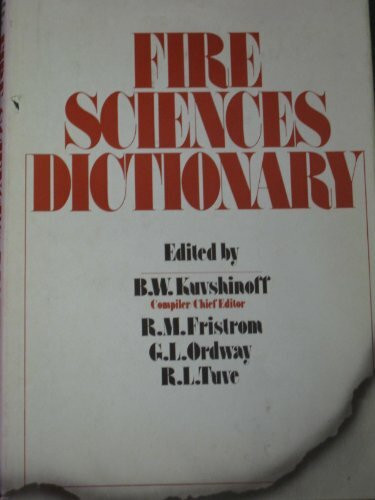 FIRE
SCIENCES
DICTIONARY
Edited by
B.W. Kuvshinoff
Compiler Chief Editor
R.M. Fristrom
G.L. Ordway
R.L. Tuve